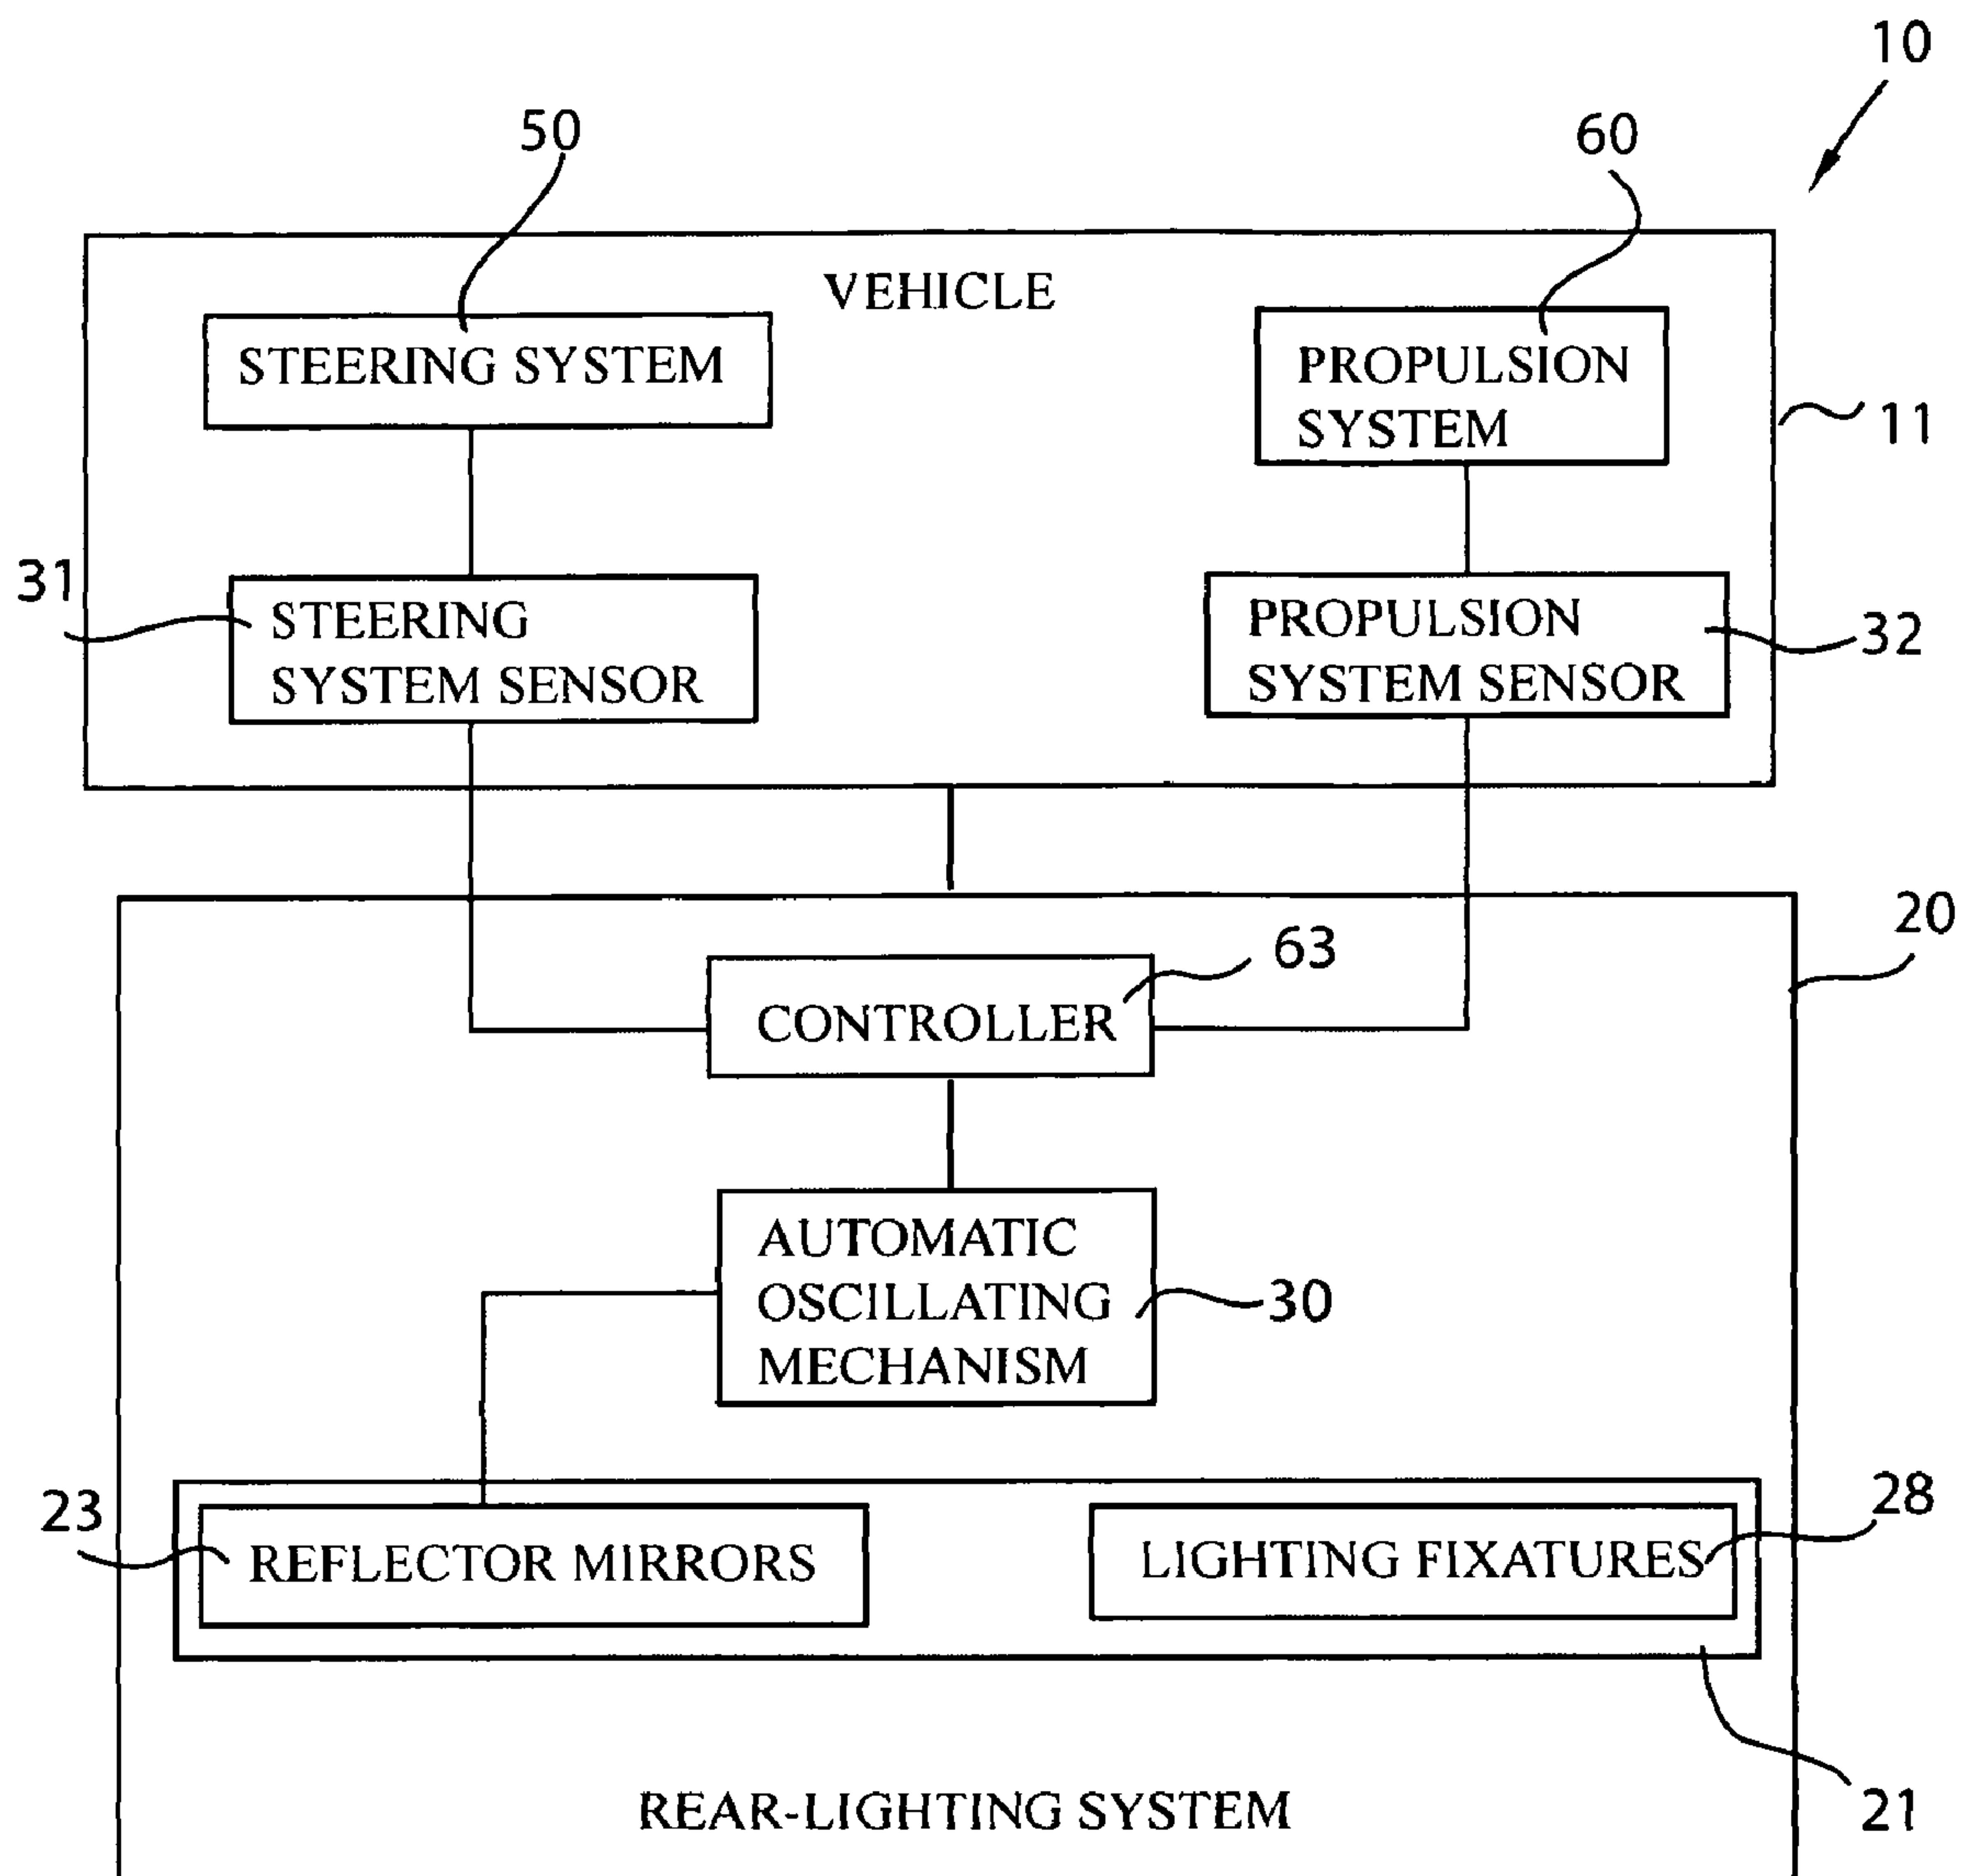 10
50
60
VEHICLE
STEERING SYSTEM
PROPULSION
SYSTEM
11
31
STEERING
SYSTEM SENSOR
PROPULSION
SYSTEM SENSOR
32
20
63
CONTROLLER
AUTOMATIC
OSCILLATING
MECHANISM
30
23
REFLECTOR MIRRORS
LIGHTING FIXATURES
28
REAR-LIGHTING SYSTEM
21